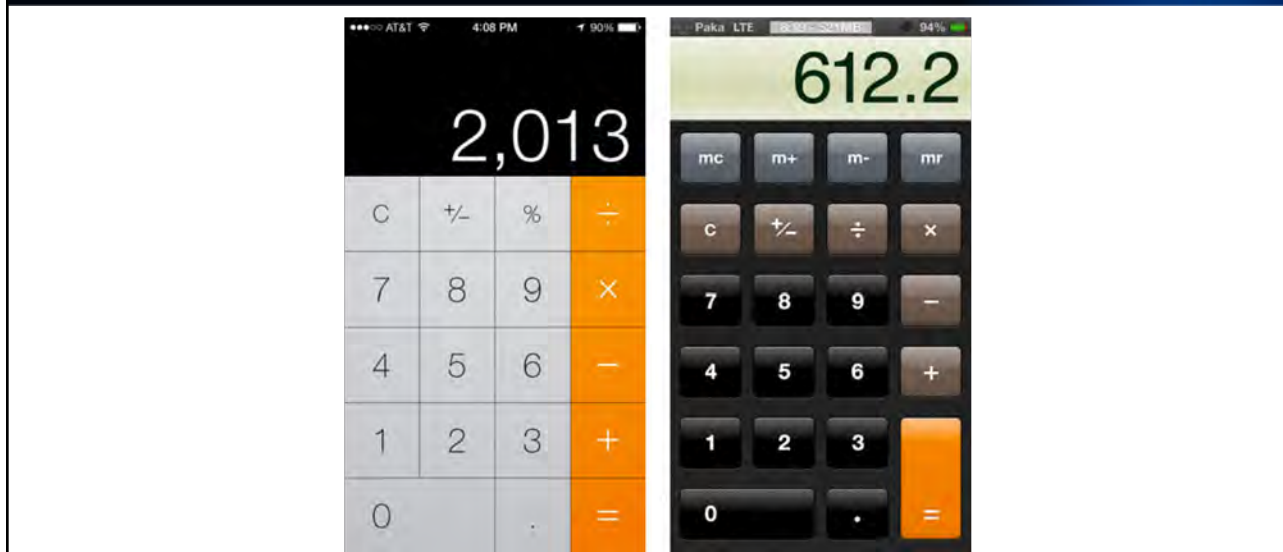 AT&T 4:08 PM 90%
2,013
C +/− % ÷
7 8 9 ×
4 5 6 −
1 2 3 +
0 . =
Paka LTE 94%
612.2
mc m+ m- mr
c +/− ÷ ×
7 8 9 −
4 5 6 +
1 2 3
0 . =